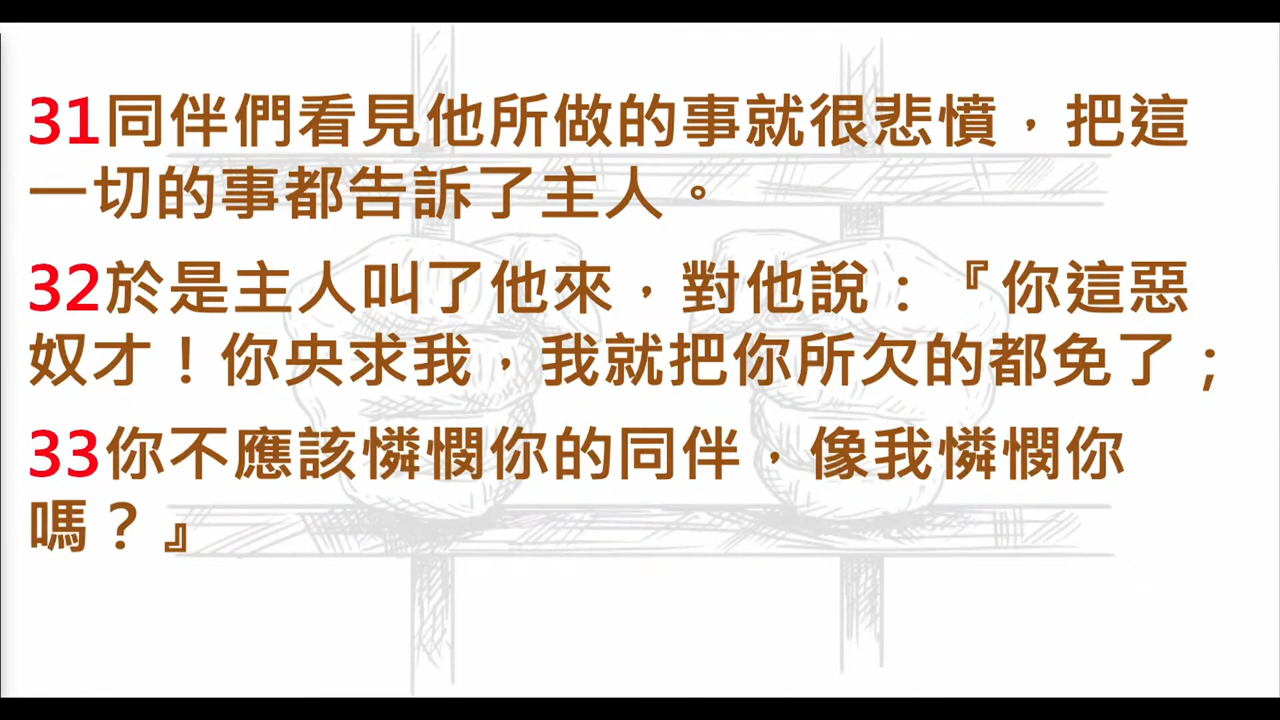 31同伴們看見他所做的事就很悲憤，把這
一切的事都告訴了主人。
32於是主人叫了他來，對他說：『你這惡
奴才！你央求我，我就把你所欠的都免了；
33你不應該憐憫你的同伴，像我憐憫你
嗎？』